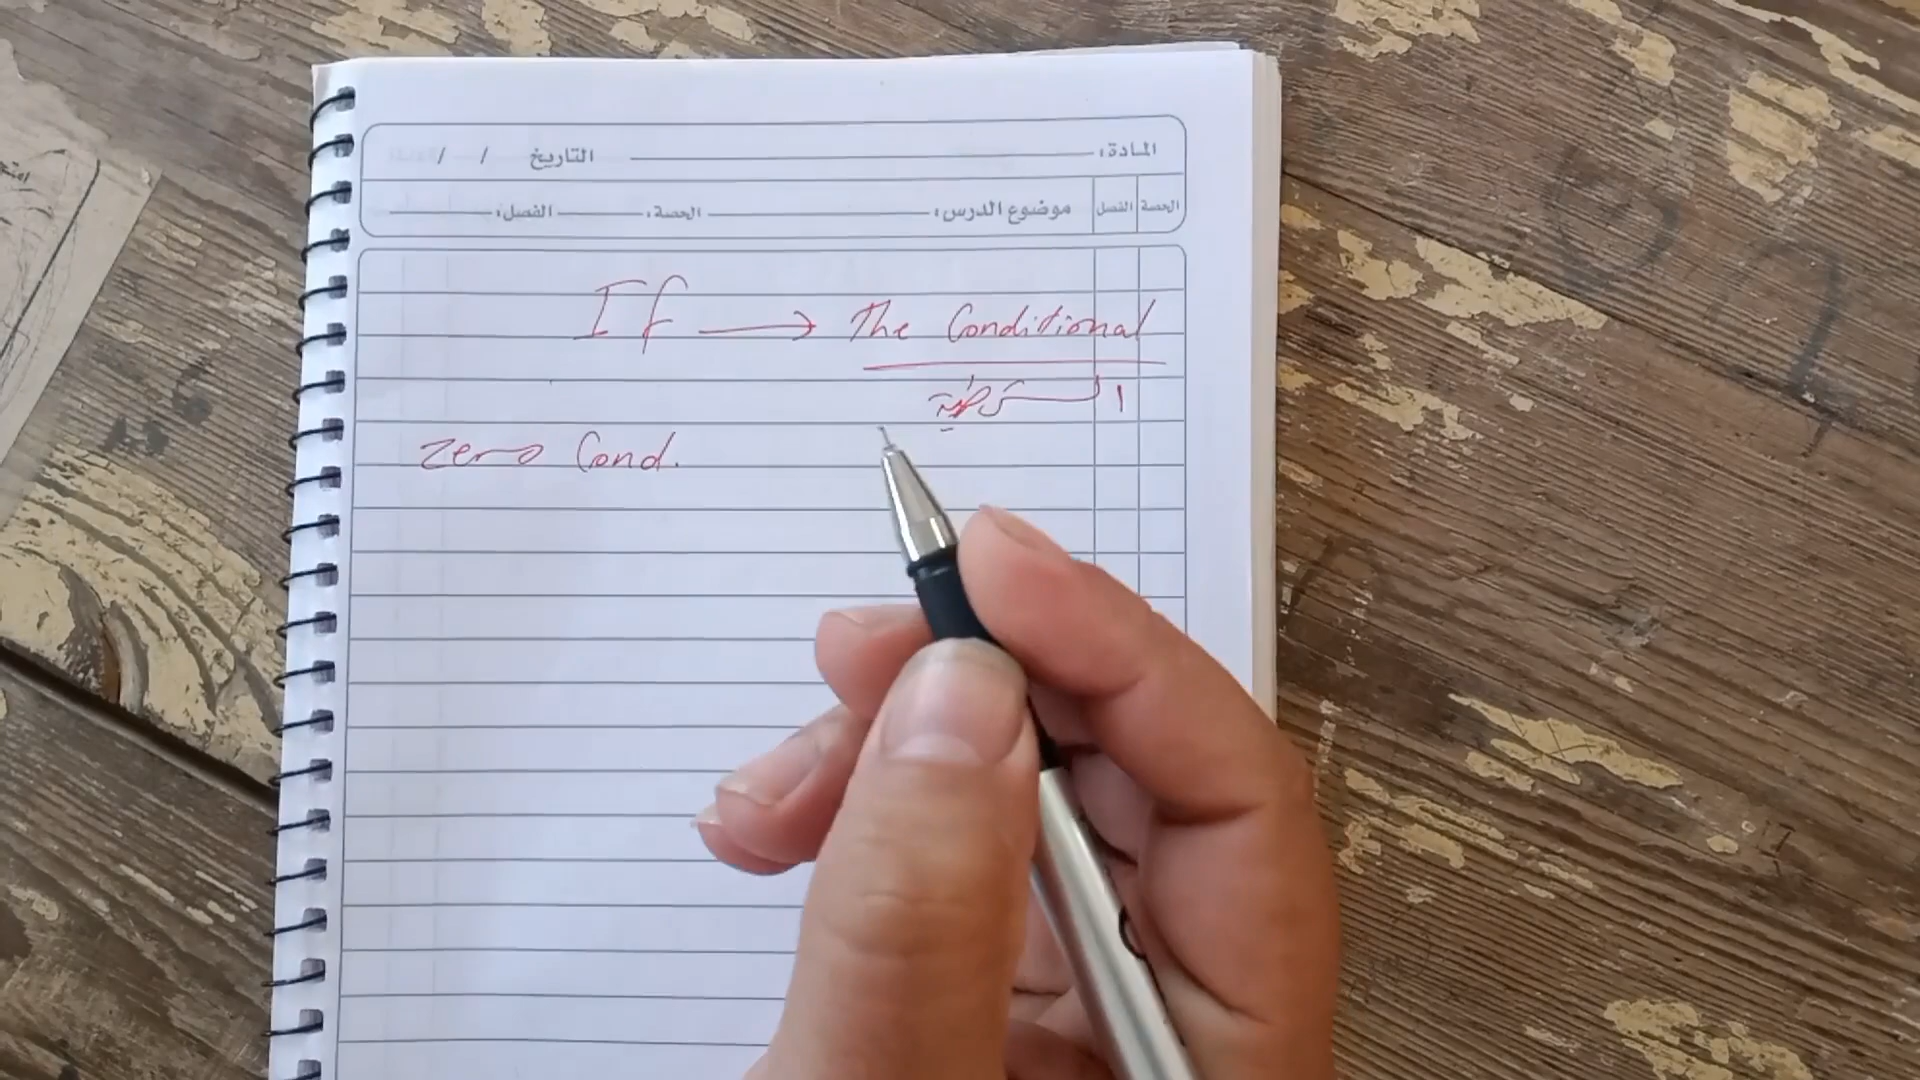 المادة: التاريخ / /
الحصة الفصل موضوع الدرس: الحصة: الفصل:
If → The Conditional
الشرطية
zero Cond.